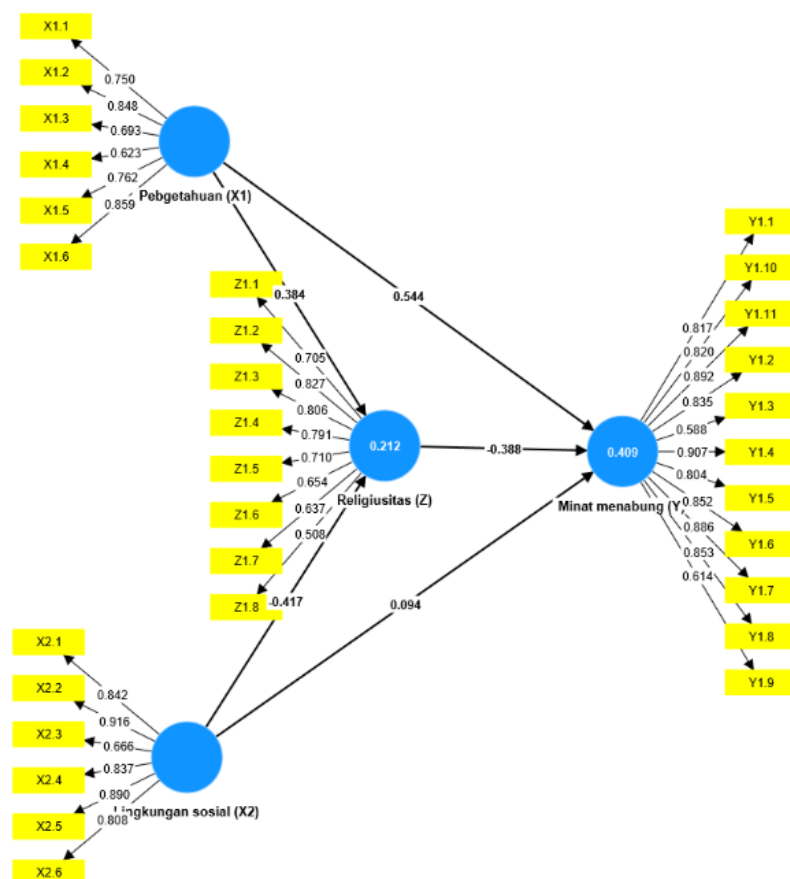 X1.1
X1.2
X1.3
X1.4
X1.5
X1.6
0.750
0.848
0.693
0.623
0.762
0.859
Pebgetahuan (X1)
0.384
0.544
Z1.1
Z1.2
Z1.3
Z1.4
Z1.5
Z1.6
Z1.7
Z1.8
0.705
0.827
0.806
0.791
0.710
0.654
0.637
0.508
0.212
Religiusitas (Z)
-0.388
-0.417
0.094
0.409
Minat menabung (Y
Y1.1
Y1.10
Y1.11
Y1.2
Y1.3
Y1.4
Y1.5
Y1.6
Y1.7
Y1.8
Y1.9
0.817
0.820
0.892
0.835
0.588
0.907
0.804
0.852
0.886
0.853
0.614
X2.1
X2.2
X2.3
X2.4
X2.5
X2.6
0.842
0.916
0.666
0.837
0.890
0.808
Lingkungan sosial (X2)